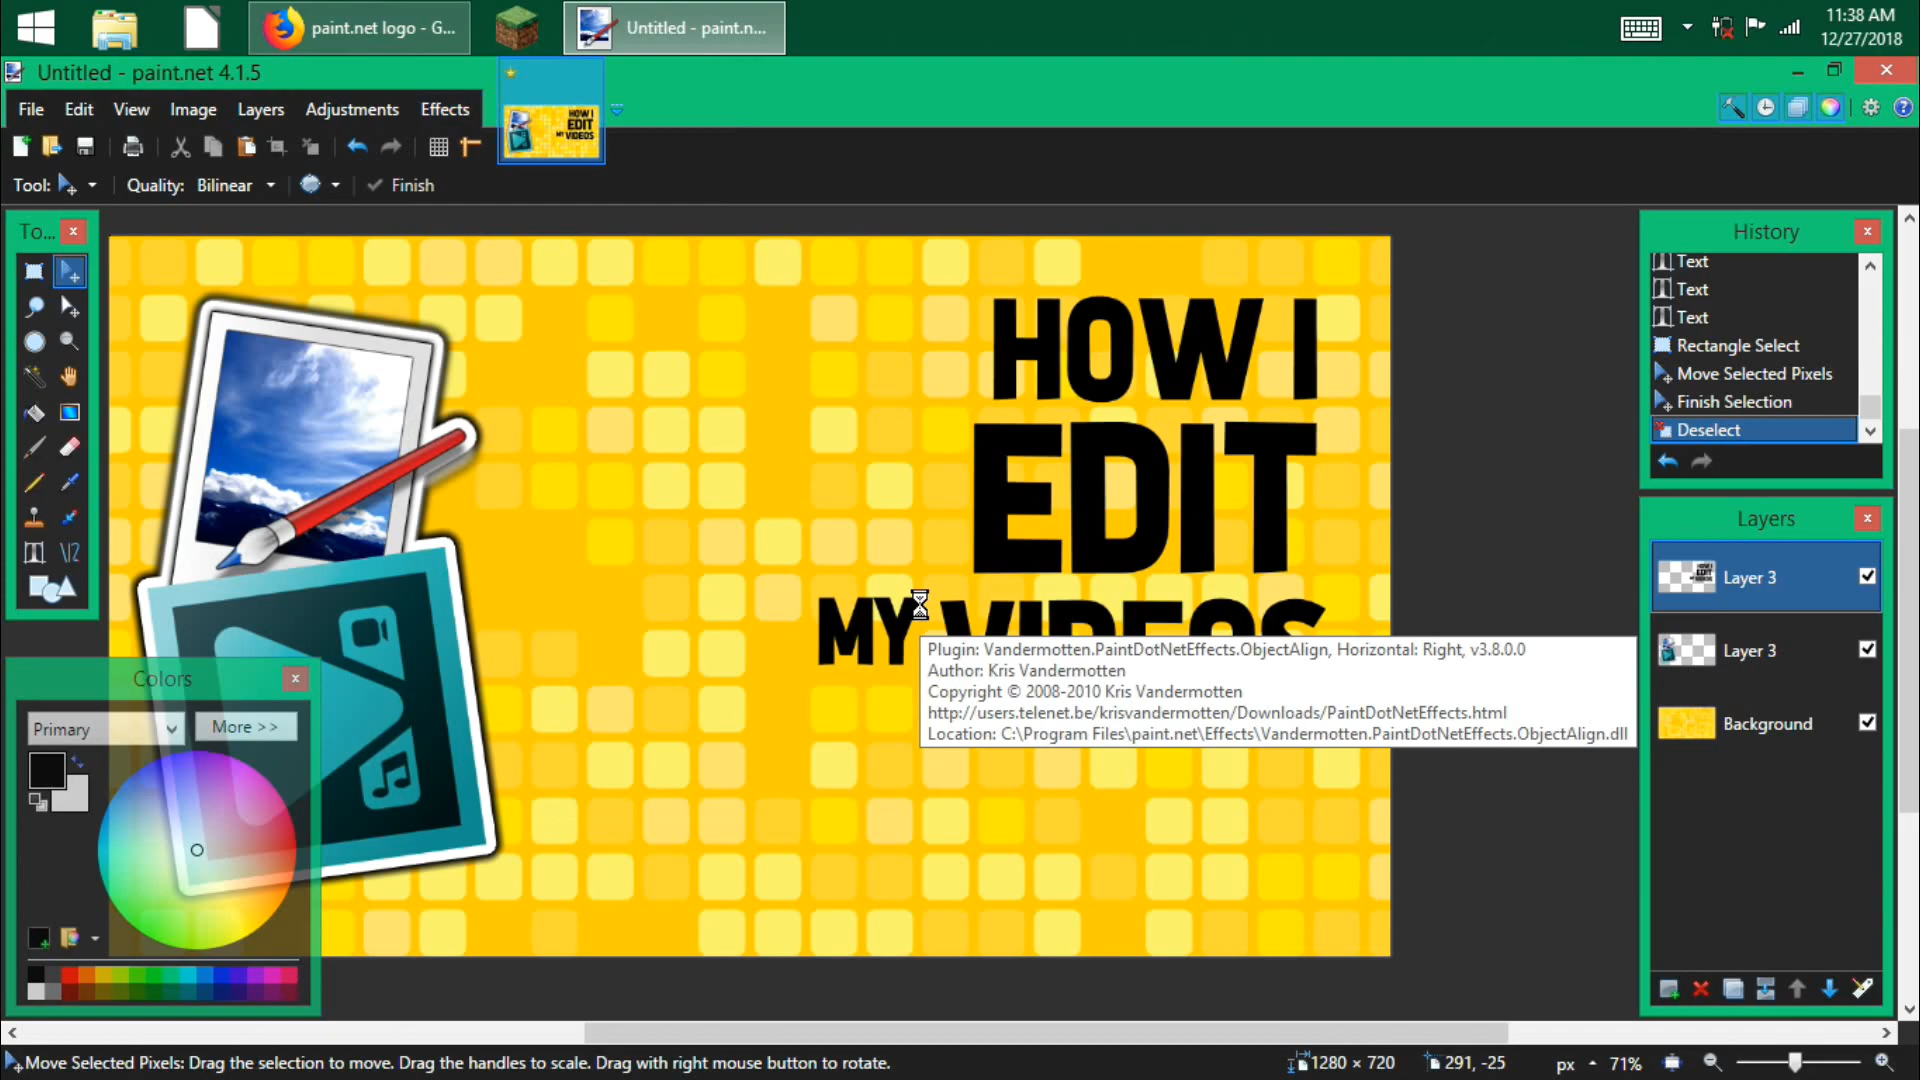 paint.net logo - G...
Untitled - paint.n...
11:38 AM
12/27/2018
Untitled - paint.net 4.1.5
File Edit View Image Layers Adjustments Effects
HOW I
EDIT
MY VIDEOS
Tool:
Quality: Bilinear
Finish
To...
History
Text
Text
Text
Rectangle Select
Move Selected Pixels
Finish Selection
Deselect
HOW I
EDIT
MY VIDEOS
Plugin: Vandermotten.PaintDotNetEffects.ObjectAlign, Horizontal: Right, v3.8.0.0
Author: Kris Vandermotten
Copyright © 2008-2010 Kris Vandermotten
http://users.telenet.be/krisvandermotten/Downloads/PaintDotNetEffects.html
Location: C:\Program Files\paint.net\Effects\Vandermotten.PaintDotNetEffects.ObjectAlign.dll
Layers
Layer 3
Layer 3
Background
Colors
Primary
More >>
Move Selected Pixels: Drag the selection to move. Drag the handles to scale. Drag with right mouse button to rotate.
1280 × 720
291, -25
px
71%